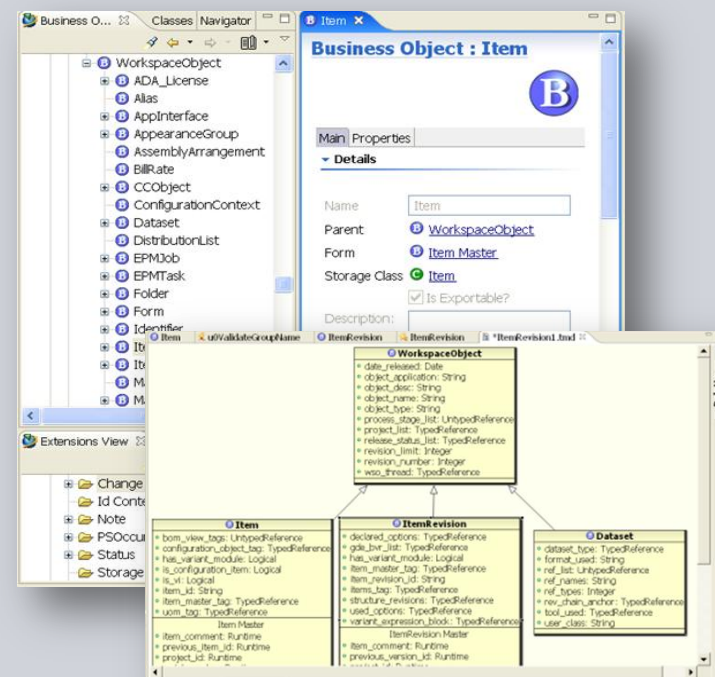 Business O...
Classes
Navigator
WorkspaceObject
ADA_License
Alias
AppInterface
AppearanceGroup
AssemblyArrangement
BillRate
CCObject
ConfigurationContext
Dataset
DistributionList
EPMJob
EPMTask
Folder
Form
Identifier
Ite
Ite
M
M
Extensions View
Change
Id Conte
Note
PSOccur
Status
Storage
Item
Business Object : Item
B
Main Properties
Details
Name Item
Parent WorkspaceObject
Form Item Master
Storage Class Item
Is Exportable?
Description:
Item u0ValidateGroupName ItemRevision ItemRevision *ItemRevision1.tmd
WorkspaceObject
date_released: Date
object_application: String
object_desc: String
object_name: String
object_type: String
process_stage_list: UntypedReference
project_list: TypedReference
release_status_list: TypedReference
revision_limit: Integer
revision_number: Integer
wso_thread: TypedReference
Item
bom_view_tags: UntypedReference
configuration_object_tag: TypedReference
has_variant_module: Logical
is_configuration_item: Logical
is_vi: Logical
item_id: String
item_master_tag: TypedReference
uom_tag: TypedReference
Item Master
item_comment: Runtime
previous_item_id: Runtime
project_id: Runtime
ItemRevision
declared_options: TypedReference
gde_bvr_list: TypedReference
has_variant_module: Logical
item_master_tag: TypedReference
item_revision_id: String
items_tag: TypedReference
structure_revisions: TypedReference
used_options: TypedReference
variant_expression_block: TypedReference
ItemRevision Master
item_comment: Runtime
previous_version_id: Runtime
Dataset
dataset_type: TypedReference
format_used: String
ref_list: UntypedReference
ref_names: String
ref_types: Integer
rev_chain_anchor: TypedReference
tool_used: TypedReference
user_class: String